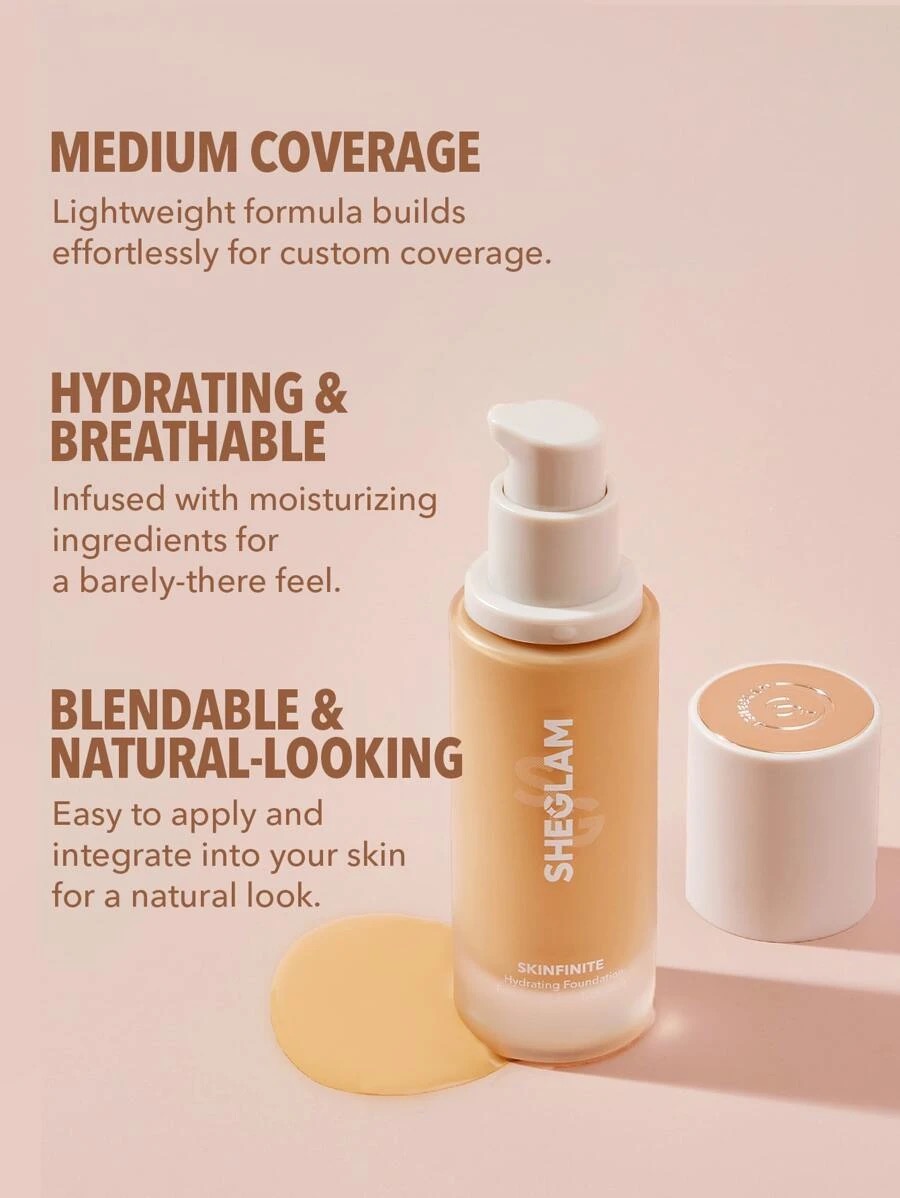 MEDIUM COVERAGE
Lightweight formula builds
effortlessly for custom coverage.
HYDRATING &
BREATHABLE
Infused with moisturizing
ingredients for
a barely-there feel.
BLENDABLE &
NATURAL-LOOKING
Easy to apply and
integrate into your skin
for a natural look.
SHEGLAM
SKINFINITE
Hydrating Foundation